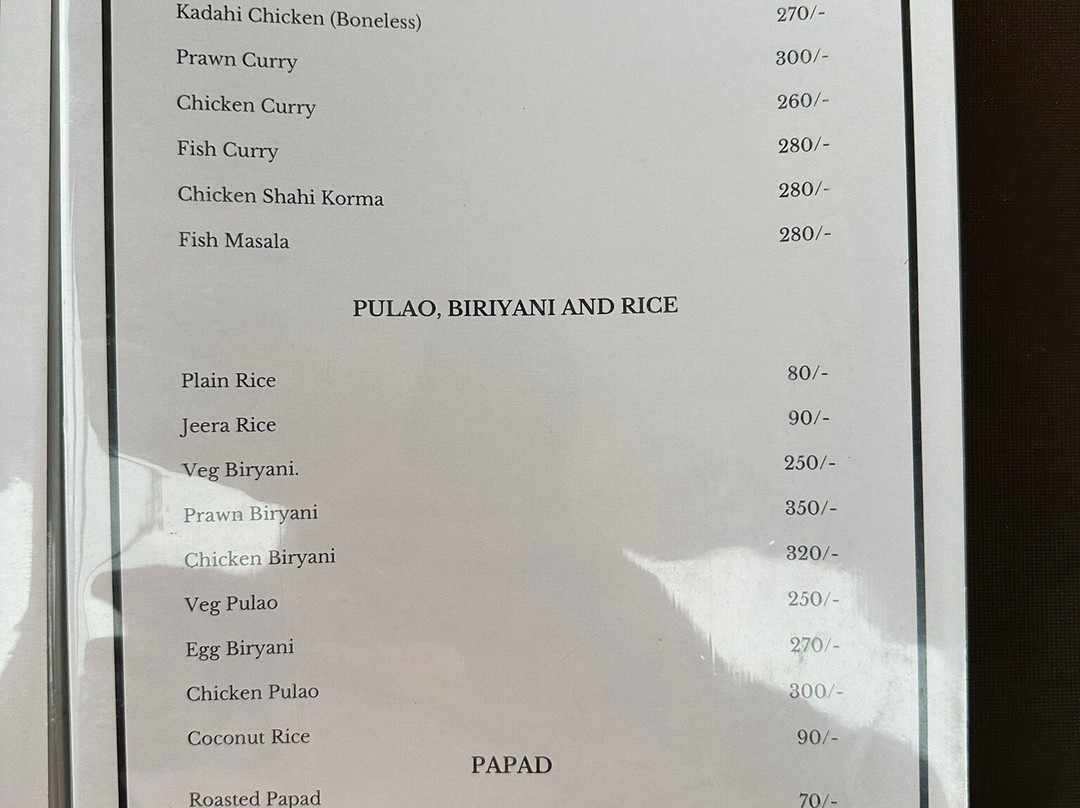 Kadahi Chicken (Boneless) 270/-
Prawn Curry 300/-
Chicken Curry 260/-
Fish Curry 280/-
Chicken Shahi Korma 280/-
Fish Masala 280/-
PULAO, BIRIYANI AND RICE
Plain Rice 80/-
Jeera Rice 90/-
Veg Biryani. 250/-
Prawn Biryani 350/-
Chicken Biryani 320/-
Veg Pulao 250/-
Egg Biryani 270/-
Chicken Pulao 300/-
Coconut Rice 90/-
PAPAD
Roasted Papad 70/-